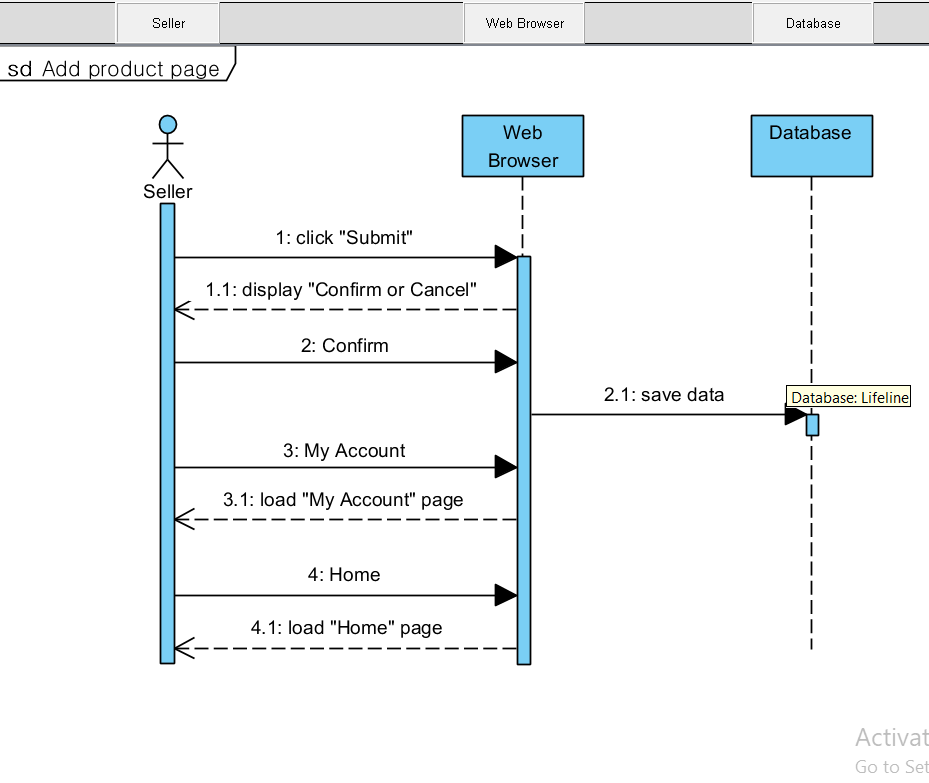 Seller Web Browser Database
sd Add product page
Web
Browser
Database
Seller
1: click "Submit"
1.1: display "Confirm or Cancel"
2: Confirm
2.1: save data
Database: Lifeline
3: My Account
3.1: load "My Account" page
4: Home
4.1: load "Home" page
Activat
Go to Set